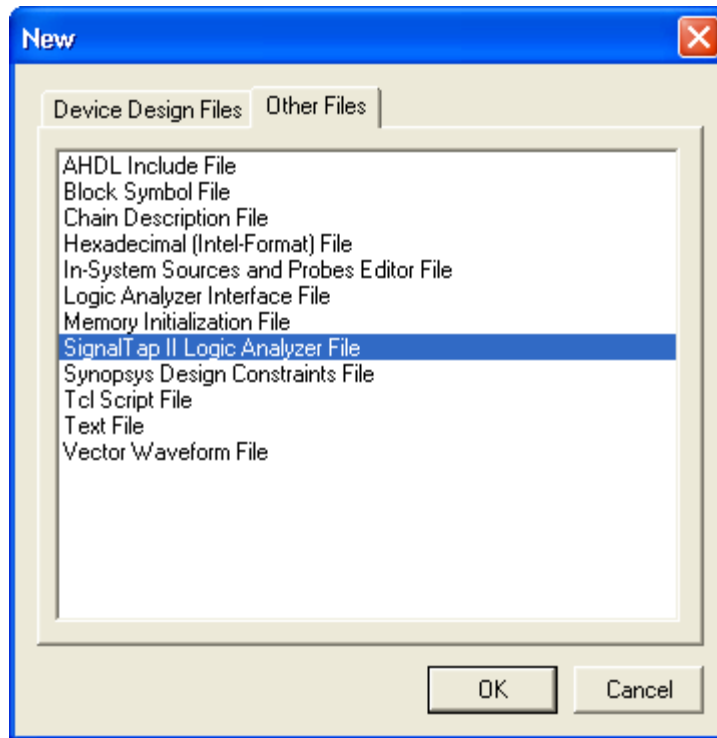 New
Device Design Files
Other Files
AHDL Include File
Block Symbol File
Chain Description File
Hexadecimal (Intel-Format) File
In-System Sources and Probes Editor File
Logic Analyzer Interface File
Memory Initialization File
SignalTap II Logic Analyzer File
Synopsys Design Constraints File
Tcl Script File
Text File
Vector Waveform File
OK
Cancel